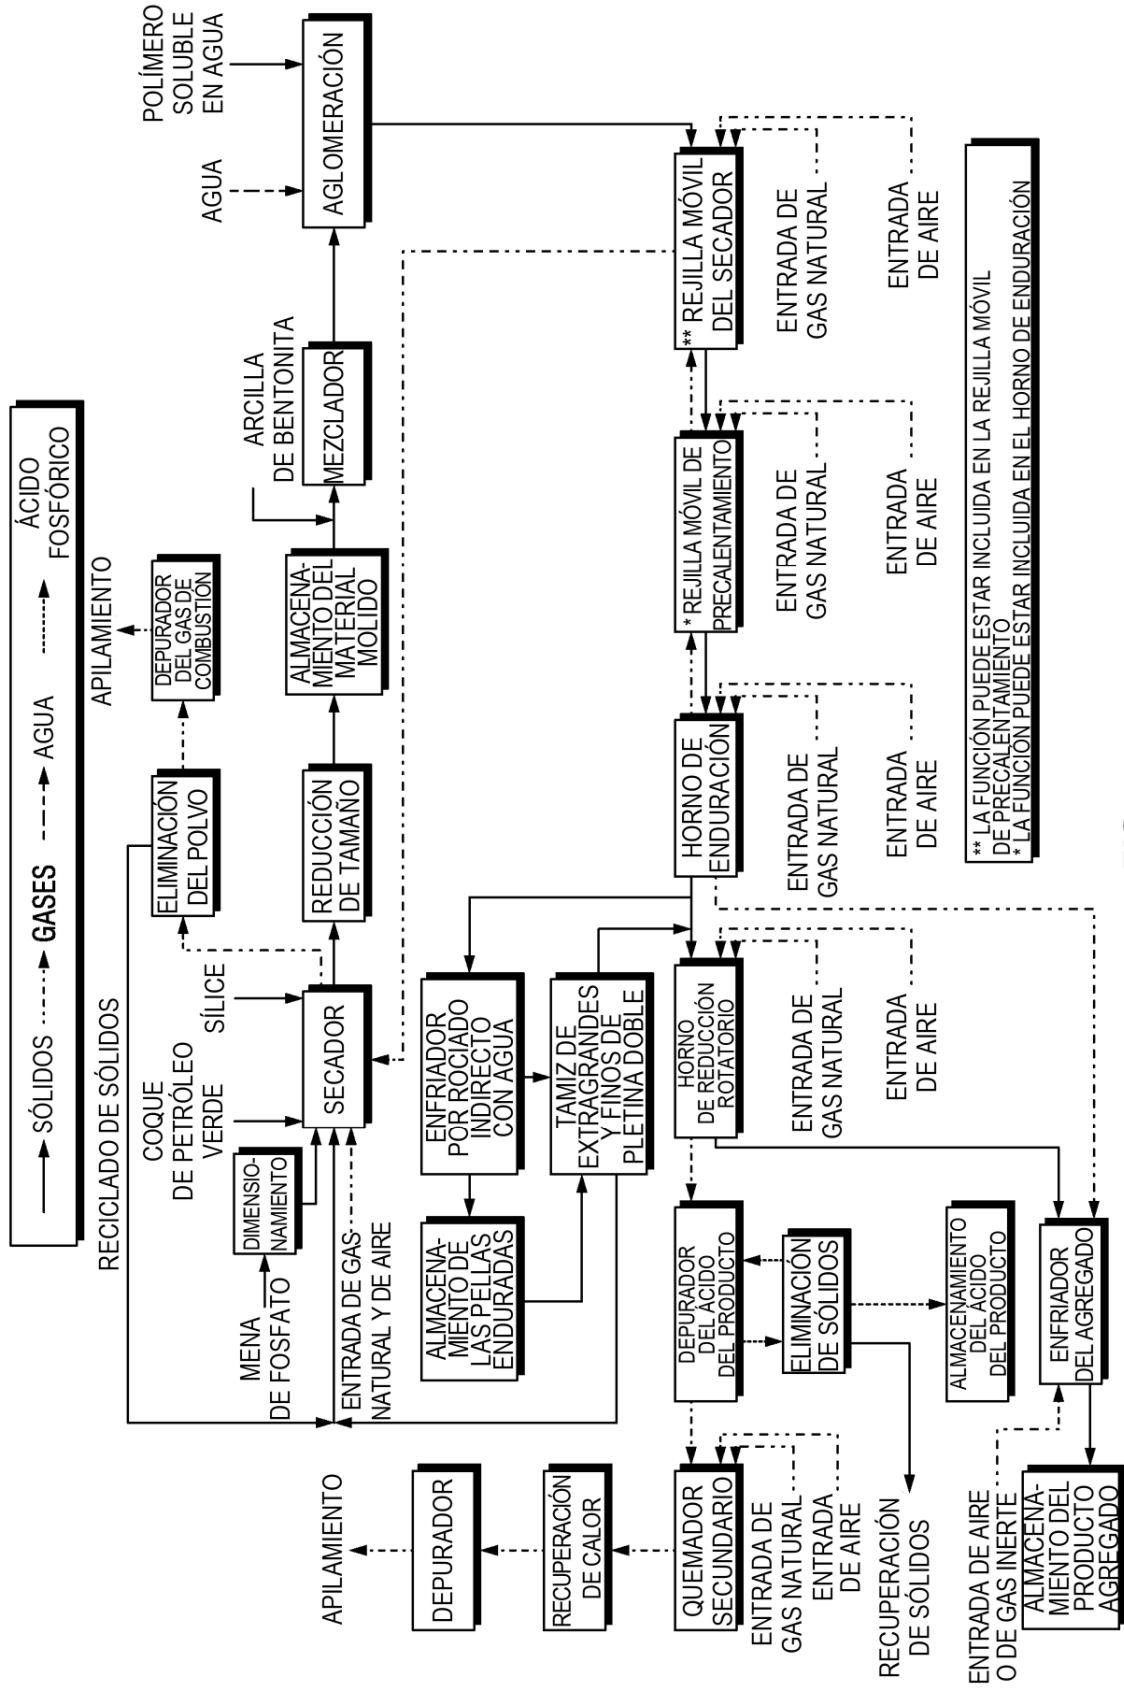 SÓLIDOS
GASES
AGUA
ÁCIDO
FOSFÓRICO
RECICLADO DE SÓLIDOS
APILAMIENTO
ELIMINACIÓN
DEL POLVO
DEPURADOR
DEL GAS DE
COMBUSTIÓN
POLÍMERO
SOLUBLE
EN AGUA
AGUA
COQUE
DE PETRÓLEO
VERDE
SÍLICE
ARCILLA
DE BENTONITA
MENA
DE FOSFATO
DIMENSIO-
NAMIENTO
SECADOR
REDUCCIÓN
DE TAMAÑO
ALMACENA-
MIENTO DEL
MATERIAL
MOLIDO
MEZCLADOR
AGLOMERACIÓN
ENTRADA DE GAS
NATURAL Y DE AIRE
APILAMIENTO
DEPURADOR
RECUPERACIÓN
DE CALOR
ALMACENA-
MIENTO DE
LAS PELLAS
ENDURADAS
ENFRIADOR
POR ROCIADO
INDIRECTO
CON AGUA
TAMIZ DE
EXTRAGRANDES
Y FINOS DE
PLETINA DOBLE
QUEMADOR
SECUNDARIO
DEPURADOR
DEL ÁCIDO
DEL PRODUCTO
HORNO
DE REDUCCIÓN
ROTATORIO
HORNO DE
ENDURACIÓN
* REJILLA MÓVIL DE
PRECALENTAMIENTO
** REJILLA MÓVIL
DEL SECADOR
ENTRADA DE
GAS NATURAL
ENTRADA
DE AIRE
ELIMINACIÓN
DE SÓLIDOS
ENTRADA DE
GAS NATURAL
ENTRADA
DE AIRE
ENTRADA DE
GAS NATURAL
ENTRADA
DE AIRE
ENTRADA DE
GAS NATURAL
ENTRADA
DE AIRE
ENTRADA DE
GAS NATURAL
ENTRADA
DE AIRE
RECUPERACIÓN
DE SÓLIDOS
ALMACENAMIENTO
DEL ÁCIDO
DEL PRODUCTO
ENTRADA DE AIRE
O DE GAS INERTE
ENFRIADOR
DEL AGREGADO
ALMACENA-
MIENTO DEL
PRODUCTO
AGREGADO
** LA FUNCIÓN PUEDE ESTAR INCLUIDA EN LA REJILLA MÓVIL
DE PRECALENTAMIENTO
* LA FUNCIÓN PUEDE ESTAR INCLUIDA EN EL HORNO DE ENDURACIÓN